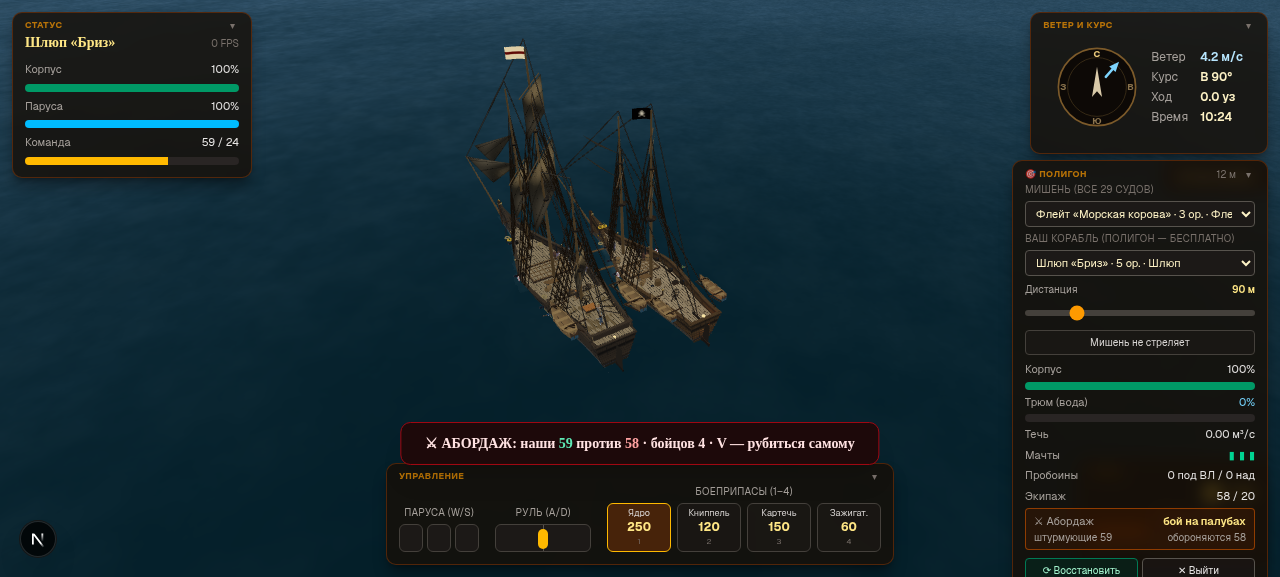 СТАТУС
Шлюп «Бриз» 0 FPS
Корпус 100%
Паруса 100%
Команда 59 / 24
ВЕТЕР И КУРС
С
З В
Ю
Ветер 4.2 м/с
Курс В 90°
Ход 0.0 уз
Время 10:24
ПОЛИГОН 12 м
МИШЕНЬ (ВСЕ 29 СУДОВ)
Флейт «Морская корова» · 3 ор. · Фле
ВАШ КОРАБЛЬ (ПОЛИГОН — БЕСПЛАТНО)
Шлюп «Бриз» · 5 ор. · Шлюп
Дистанция 90 м
Мишень не стреляет
Корпус 100%
Трюм (вода) 0%
Течь 0.00 м³/с
Мачты
Пробоины 0 под ВЛ / 0 над
Экипаж 58 / 20
⚔ Абордаж бой на палубах
штурмующие 59 обороняются 58
⟳ Восстановить ✕ Выйти
⚔ АБОРДАЖ: наши 59 против 58 · бойцов 4 · V — рубиться самому
УПРАВЛЕНИЕ
ПАРУСА (W/S) РУЛЬ (A/D)
БОЕПРИПАСЫ (1–4)
Ядро 250 1
Книппель 120 2
Картечь 150 3
Зажигат. 60 4
N